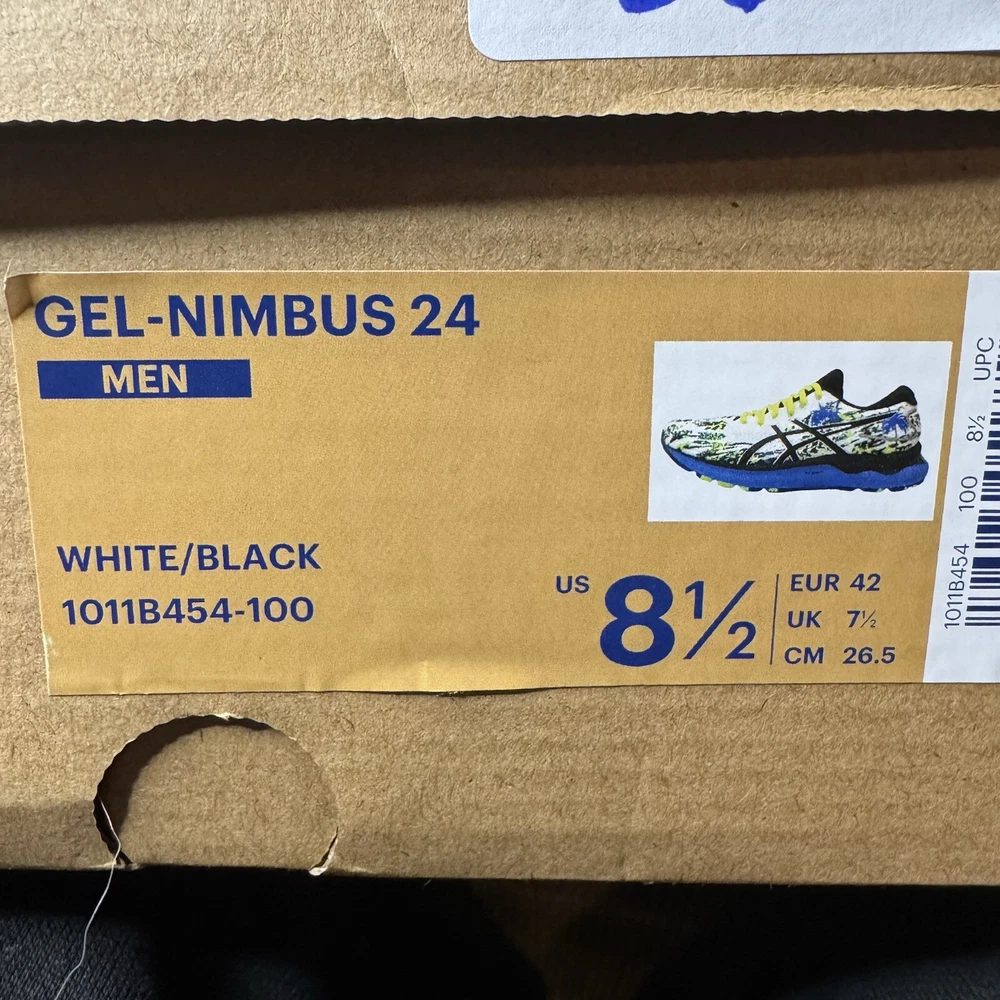 GEL-NIMBUS 24
MEN
WHITE/BLACK
1011B454-100
US 8½
EUR 42
UK 7½
CM 26.5
1011B454 100 8½ UPC